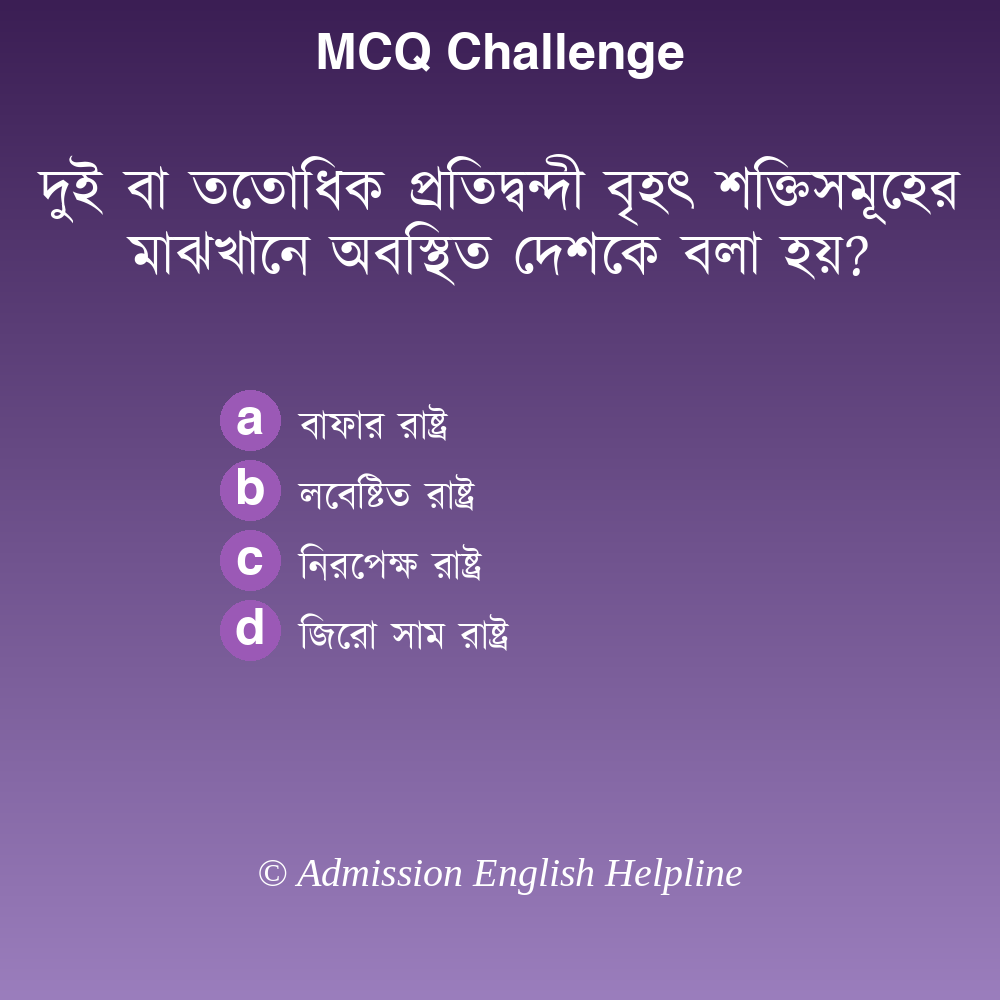 MCQ Challenge
দুই বা ততোধিক প্রতিদ্বন্দী বৃহৎ শক্তিসমূহের
মাঝখানে অবস্থিত দেশকে বলা হয়?
a বাফার রাষ্ট্র
b লবেষ্টিত রাষ্ট্র
c নিরপেক্ষ রাষ্ট্র
d জিরো সাম রাষ্ট্র
© Admission English Helpline